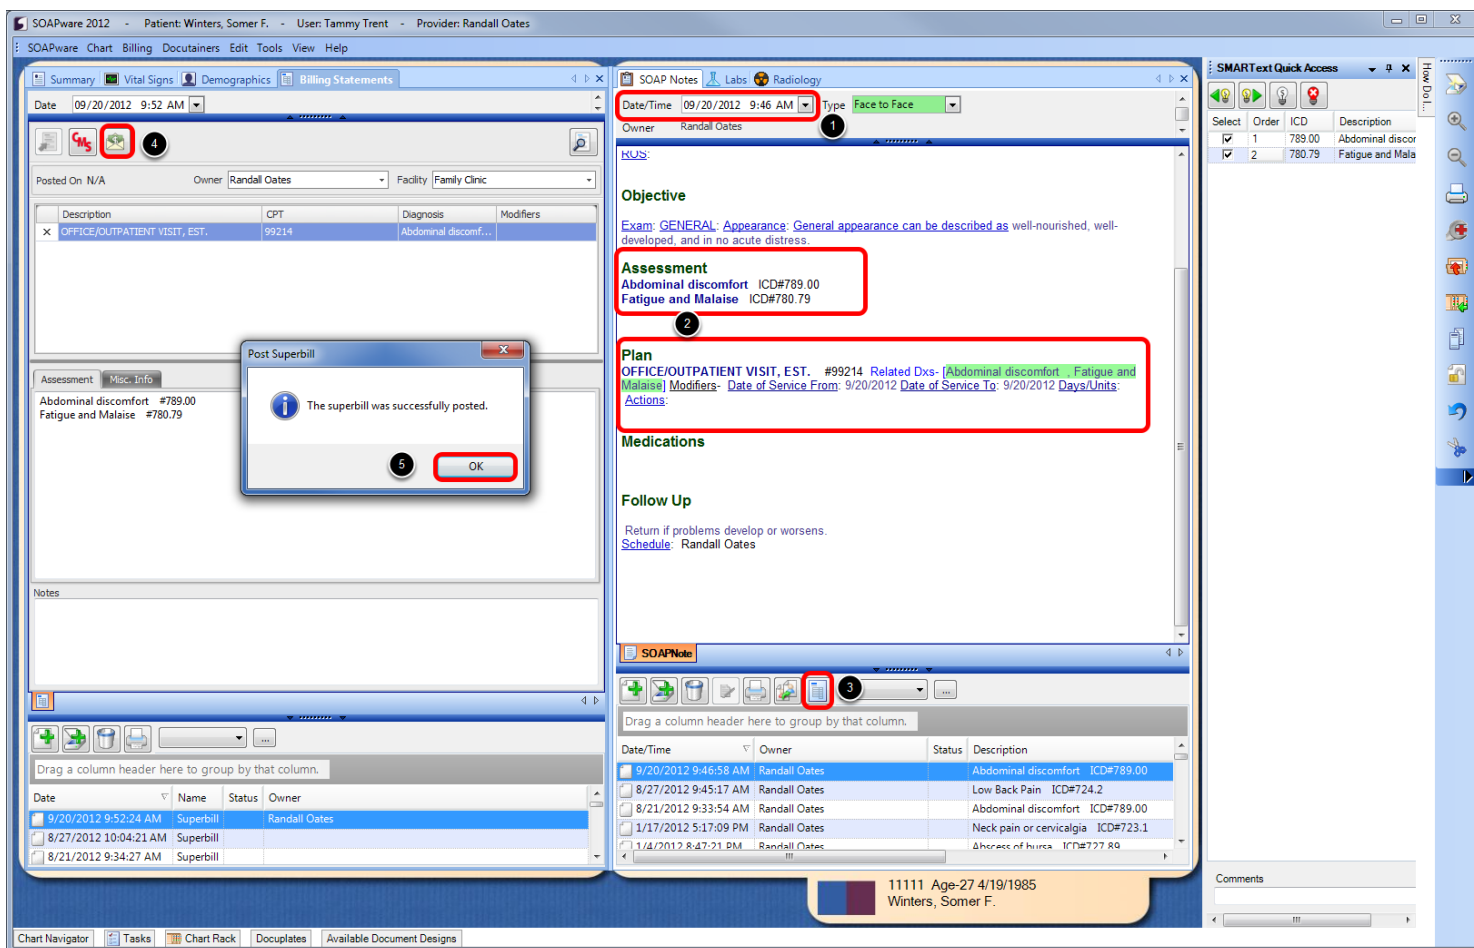 SOAPware 2012 - Patient: Winters, Somer F. - User: Tammy Trent - Provider: Randall Oates
SOAPware Chart Billing Docutainers Edit Tools View Help
Summary Vital Signs Demographics Billing Statements
Date 09/20/2012 9:52 AM
CMS 4
Posted On N/A Owner Randall Oates Facility Family Clinic
Description CPT Diagnosis Modifiers
OFFICE/OUTPATIENT VISIT, EST. 99214 Abdominal discomf...
Post Superbill
The superbill was successfully posted.
5 OK
Assessment Misc. Info
Abdominal discomfort #789.00
Fatigue and Malaise #780.79
Notes
...
Drag a column header here to group by that column.
Date Name Status Owner
9/20/2012 9:52:24 AM Superbill Randall Oates
8/27/2012 10:04:21 AM Superbill
8/21/2012 9:34:27 AM Superbill
SOAP Notes Labs Radiology
Date/Time 09/20/2012 9:46 AM Type Face to Face
1
Owner Randall Oates
ROS:
Objective
Exam: GENERAL: Appearance: General appearance can be described as well-nourished, well-
developed, and in no acute distress.
Assessment
Abdominal discomfort ICD#789.00
Fatigue and Malaise ICD#780.79
2
Plan
OFFICE/OUTPATIENT VISIT, EST. #99214 Related Dxs- [Abdominal discomfort , Fatigue and
Malaise] Modifiers- Date of Service From: 9/20/2012 Date of Service To: 9/20/2012 Days/Units:
Actions:
Medications
Follow Up
Return if problems develop or worsens.
Schedule: Randall Oates
SOAPNote
3 ...
Drag a column header here to group by that column.
Date/Time Owner Status Description
9/20/2012 9:46:58 AM Randall Oates Abdominal discomfort ICD#789.00
8/27/2012 9:45:17 AM Randall Oates Low Back Pain ICD#724.2
8/21/2012 9:33:54 AM Randall Oates Abdominal discomfort ICD#789.00
1/17/2012 5:17:09 PM Randall Oates Neck pain or cervicalgia ICD#723.1
1/4/2012 8:47:21 PM Randall Oates Abscess of bursa ICD#727.89
11111 Age-27 4/19/1985
Winters, Somer F.
SMARText Quick Access
How Do I...
Select Order ICD Description
1 789.00 Abdominal discor
2 780.79 Fatigue and Mala
Comments
Chart Navigator Tasks Chart Rack Docuplates Available Document Designs